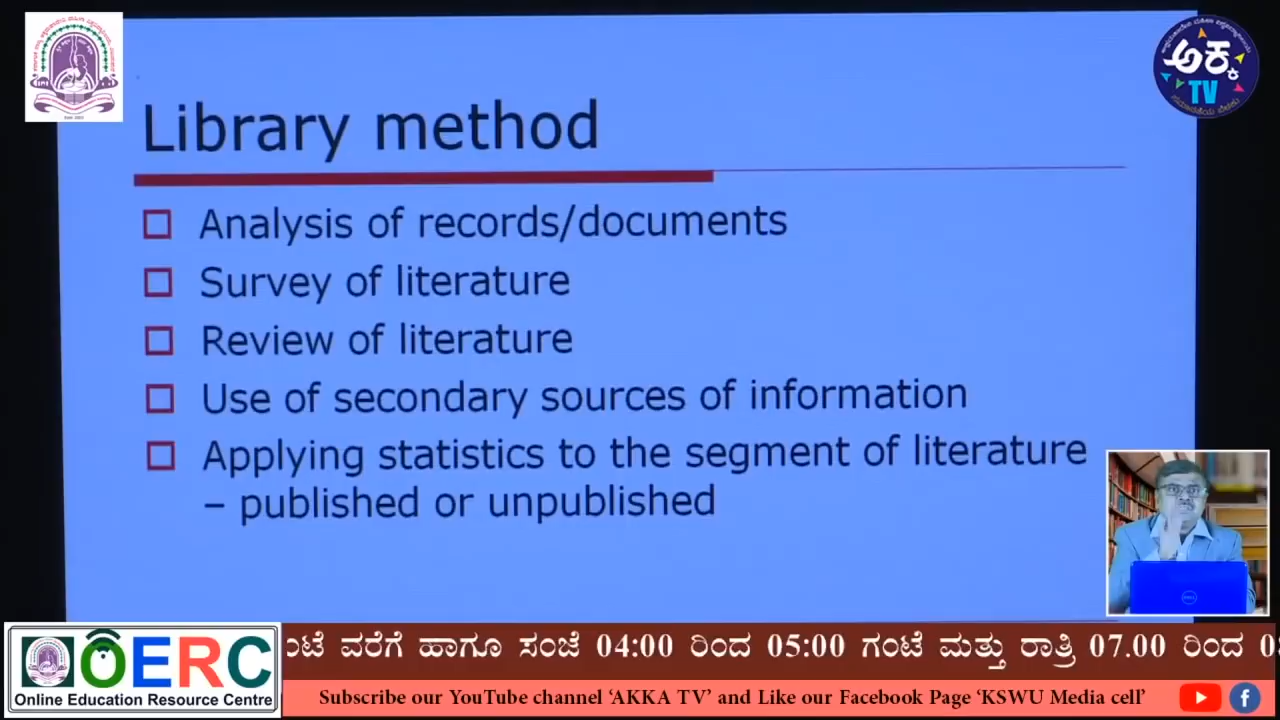 ಅಕ್ಕ
TV
Library method
Analysis of records/documents
Survey of literature
Review of literature
Use of secondary sources of information
Applying statistics to the segment of literature
– published or unpublished
DELL
OERC
Online Education Resource Centre
ಂಟೆ ವರೆಗೆ ಹಾಗೂ ಸಂಜೆ 04:00 ರಿಂದ 05:00 ಗಂಟೆ ಮತ್ತು ರಾತ್ರಿ 07.00 ರಿಂದ
Subscribe our YouTube channel ‘AKKA TV’ and Like our Facebook Page ‘KSWU Media cell’